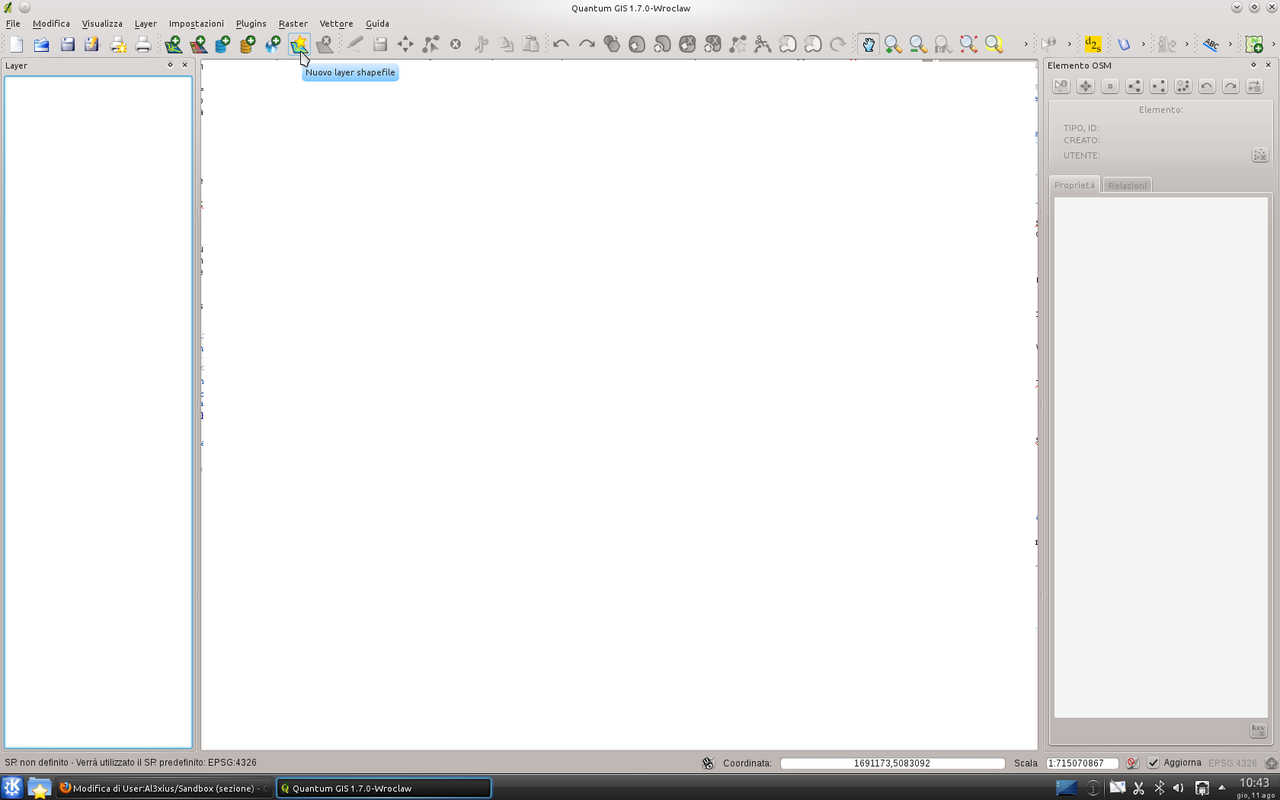 Quantum GIS 1.7.0-Wroclaw
File Modifica Visualizza Layer Impostazioni Plugins Raster Vettore Guida
Nuovo layer shapefile
Layer
Elemento OSM
Elemento:
TIPO, ID:
CREATO:
UTENTE:
Proprietà Relazioni
SR non definito - Verrá utilizzato il SR predefinito: EPSG:4326
Coordinata: 1691173,5083092 Scala 1:715070867 Aggiorna EPSG:4326
Modifica di User:Al3xius/Sandbox (sezione) -
Quantum GIS 1.7.0-Wroclaw
10:43
gio, 11 ago